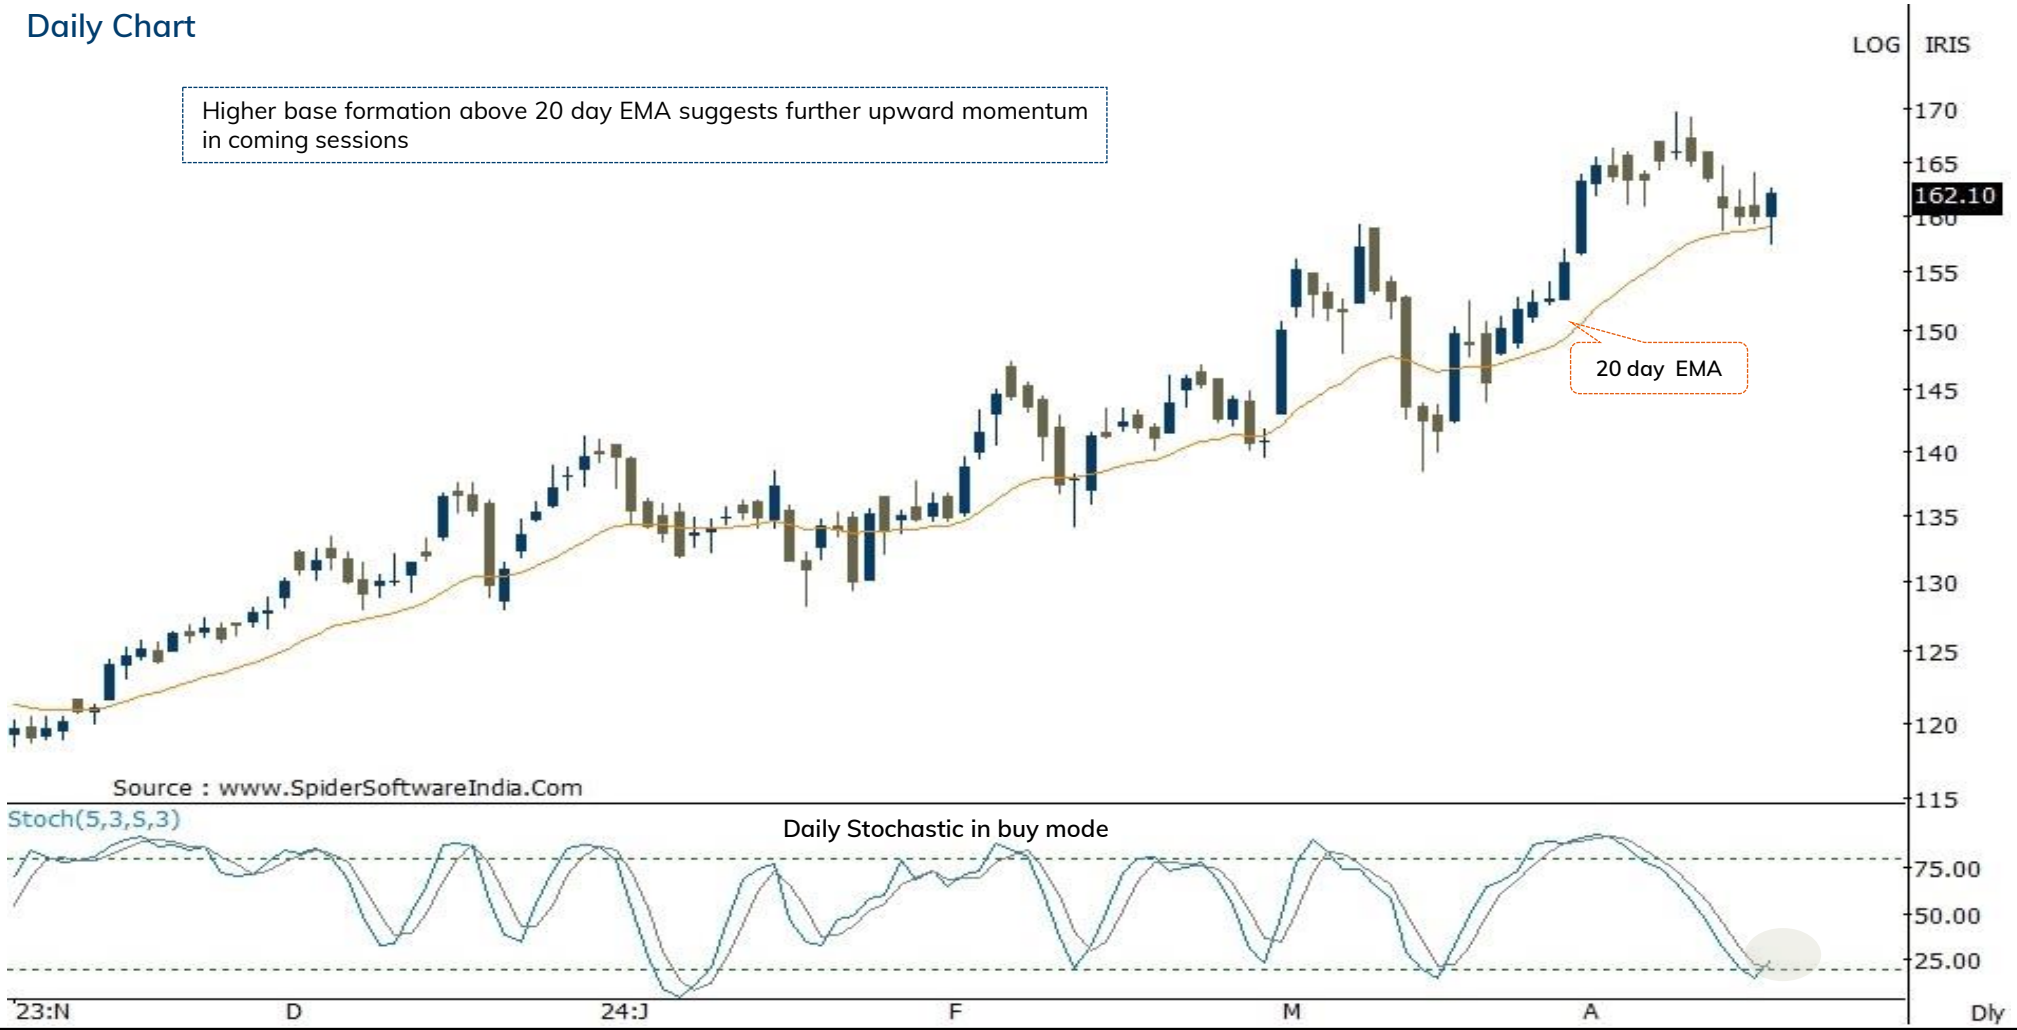 Daily Chart
LOG IRIS
Higher base formation above 20 day EMA suggests further upward momentum
in coming sessions
170
165
162.10
160
155
150
20 day EMA
145
140
135
130
125
120
Source : www.SpiderSoftwareIndia.Com
115
Stoch(5,3,S,3)
Daily Stochastic in buy mode
75.00
50.00
25.00
23:N D 24:J F M A Dly